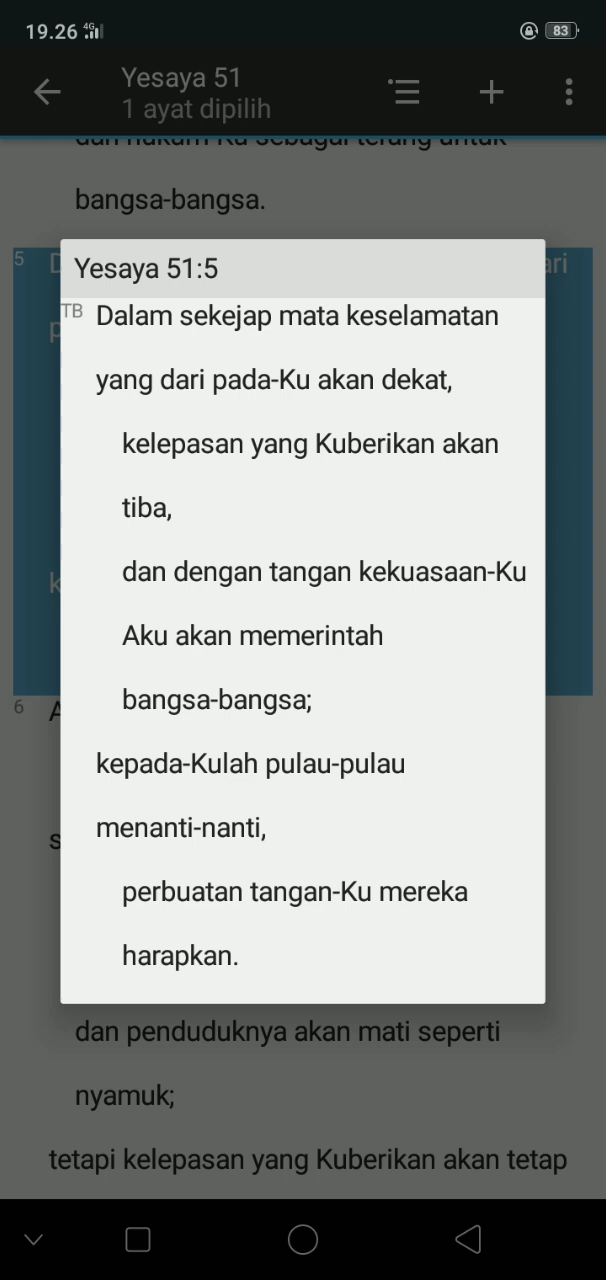 19.26 4G 83
Yesaya 51
1 ayat dipilih
bangsa-bangsa.
5
Yesaya 51:5
TB Dalam sekejap mata keselamatan
yang dari pada-Ku akan dekat,
kelepasan yang Kuberikan akan
tiba,
dan dengan tangan kekuasaan-Ku
Aku akan memerintah
bangsa-bangsa;
kepada-Kulah pulau-pulau
menanti-nanti,
perbuatan tangan-Ku mereka
harapkan.
6
dan penduduknya akan mati seperti
nyamuk;
tetapi kelepasan yang Kuberikan akan tetap